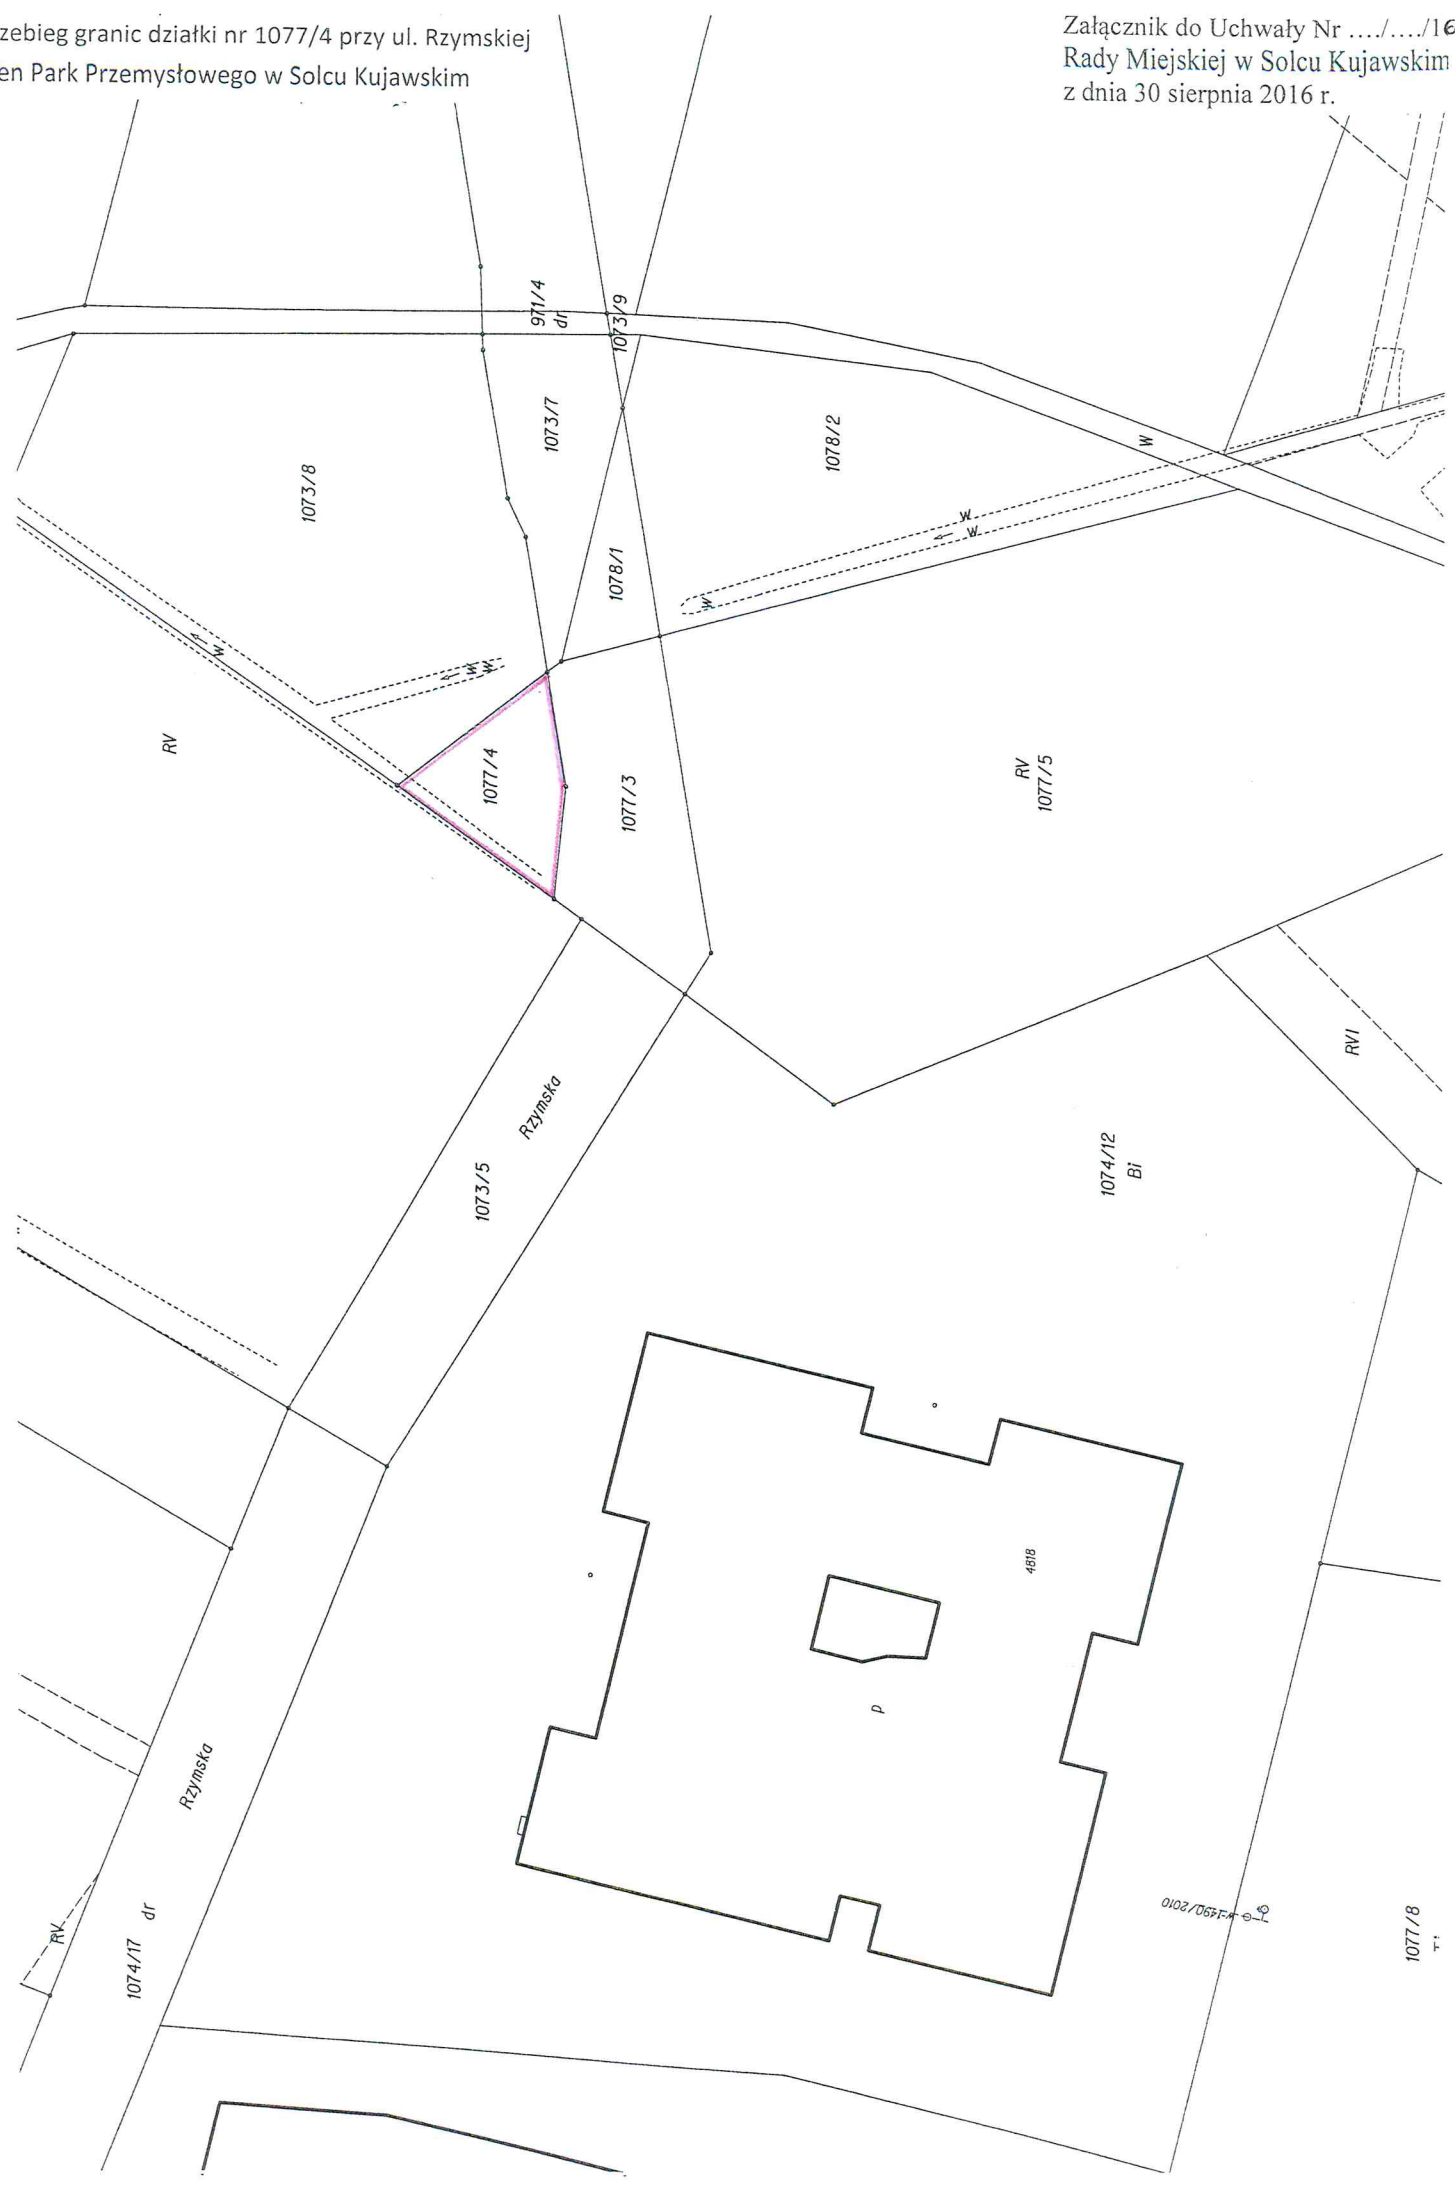 zebieg granic działki nr 1077/4 przy ul. Rzymskiej
en Park Przemysłowego w Solcu Kujawskim
Załącznik do Uchwały Nr …./…./16
Rady Miejskiej w Solcu Kujawskim
z dnia 30 sierpnia 2016 r.
971/4
dr
1073/9
1073/7
1078/2
W
1073/8
W
W
1078/1
W
W
W
W
RV
1077/4
1077/3
RV
1077/5
RVI
Rzymska
1073/5
1074/12
Bi
4818
p
Rzymska
RV
1074/17
dr
w-1490/2010
1077/8